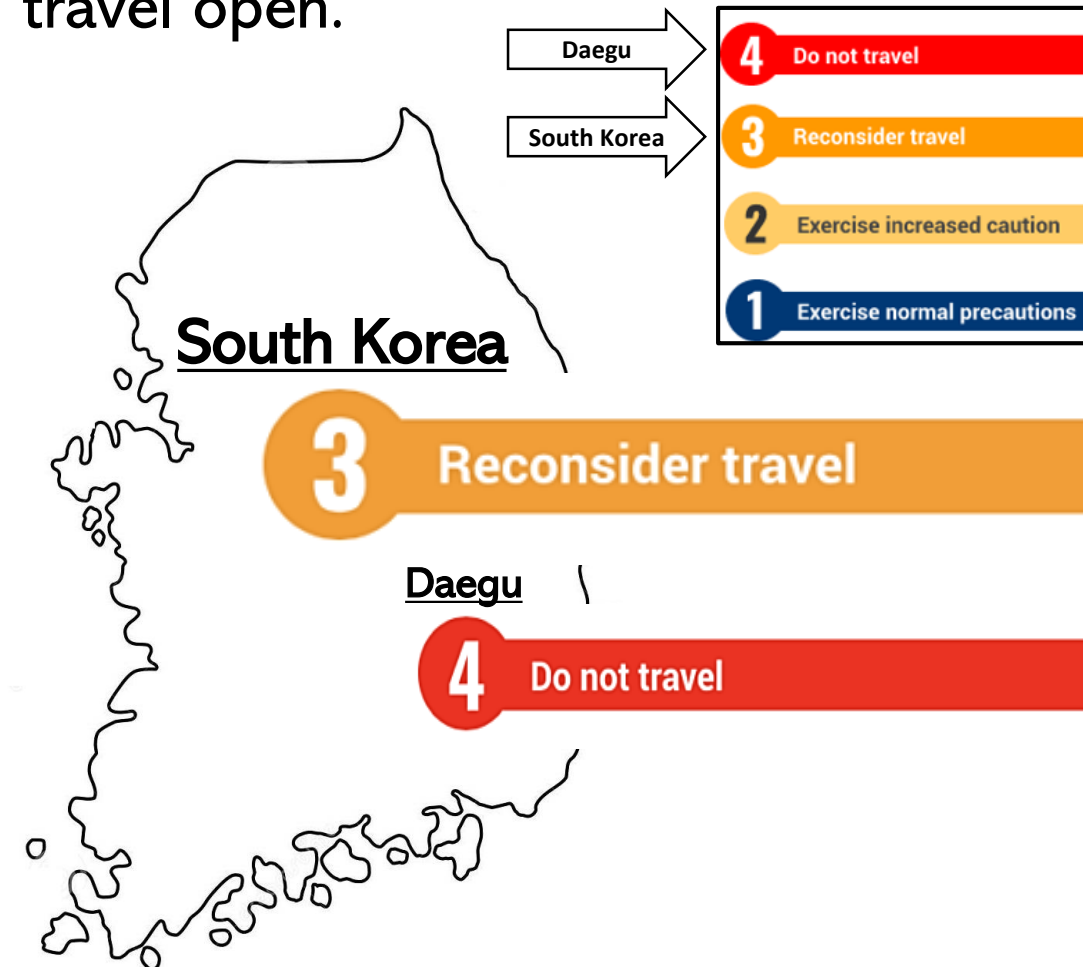 travel open.
Daegu
4 Do not travel
South Korea
3 Reconsider travel
2 Exercise increased caution
1 Exercise normal precautions
South Korea
3 Reconsider travel
Daegu
4 Do not travel